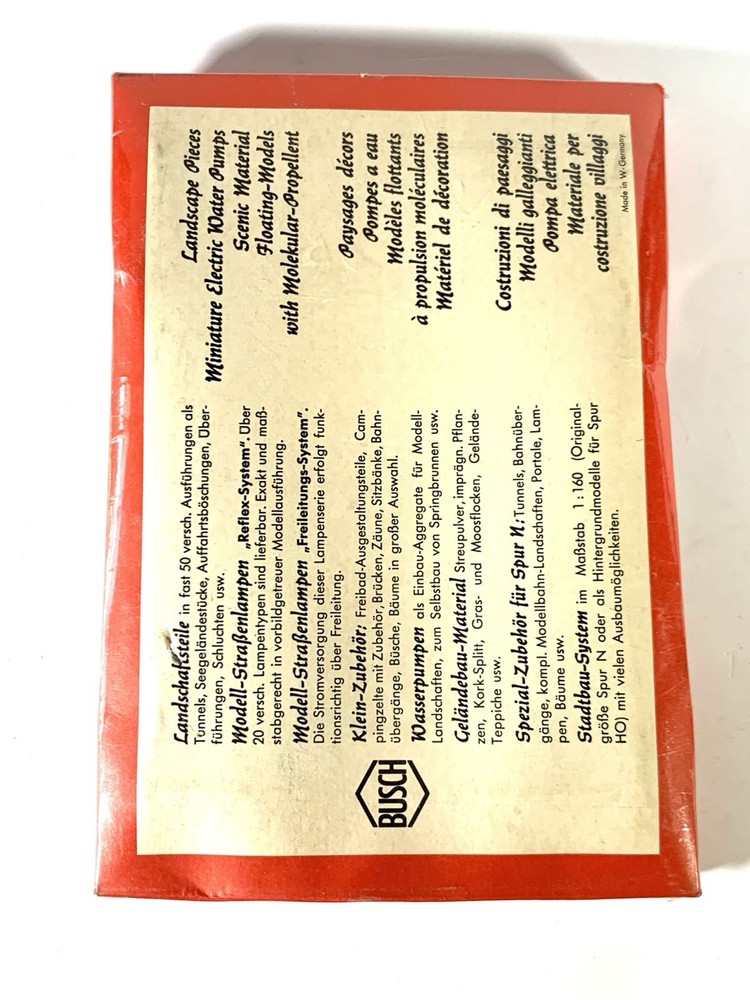 BUSCH
Landschaftsteile in fast 50 versch. Ausführungen als
Tunnels, Seegeländestücke, Auffahrtsböschungen, Über-
führungen, Schluchten usw.
Modell-Straßenlampen „Reflex-System". Über
20 versch. Lampentypen sind lieferbar. Exakt und maß-
stabgerecht in vorbildgetreuer Modellausführung.
Modell-Straßenlampen „Freileitungs-System".
Die Stromversorgung dieser Lampenserie erfolgt funk-
tionsrichtig über Freileitung.
Klein-Zubehör: Freibad-Ausgestaltungsteile, Cam-
pingzelte mit Zubehör, Brücken, Zäune, Sitzbänke, Bahn-
übergänge, Büsche, Bäume in großer Auswahl.
Wasserpumpen als Einbau-Aggregate für Modell-
Landschaften, zum Selbstbau von Springbrunnen usw.
Geländebau-Material Streupulver, imprägn. Pflan-
zen, Kork-Splitt, Gras- und Moosflocken, Gelände-
Teppiche usw.
Spezial-Zubehör für Spur N: Tunnels, Bahnüber-
gänge, kompl. Modellbahn-Landschaften, Portale, Lam-
pen, Bäume usw.
Stadtbau-System im Maßstab 1:160 (Original-
größe Spur N oder als Hintergrundmodelle für Spur
HO) mit vielen Ausbaumöglichkeiten.
Landscape Pieces
Miniature Electric Water Pumps
Scenic Material
Floating-Models
with Molekular-Propellent
Paysages décors
Pompes a eau
Modèles flottants
à propulsion moléculaires
Matériel de décoration
Costruzioni di paesaggi
Modelli galleggianti
Pompa elettrica
Materiale per
costruzione villaggi
Made in W.-Germany